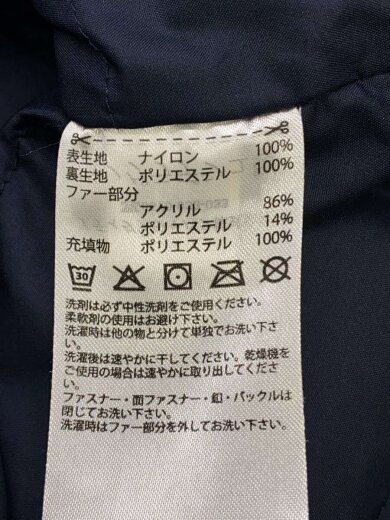 表生地 ナイロン 100%
裏生地 ポリエステル 100%
ファー部分
アクリル 86%
ポリエステル 14%
充填物 ポリエステル 100%
30
洗剤は必ず中性洗剤をご使用ください。
柔軟剤の使用はお避け下さい。
洗濯時は他の物と分けて単独でお洗い下さい。
洗濯後は速やかに干してください。乾燥機を
ご使用の場合は速やかに取り出してくださ
い。
ファスナー・面ファスナー・釦・バックルは
閉じてお洗い下さい。
洗濯時はファー部分を外してお洗い下さい。